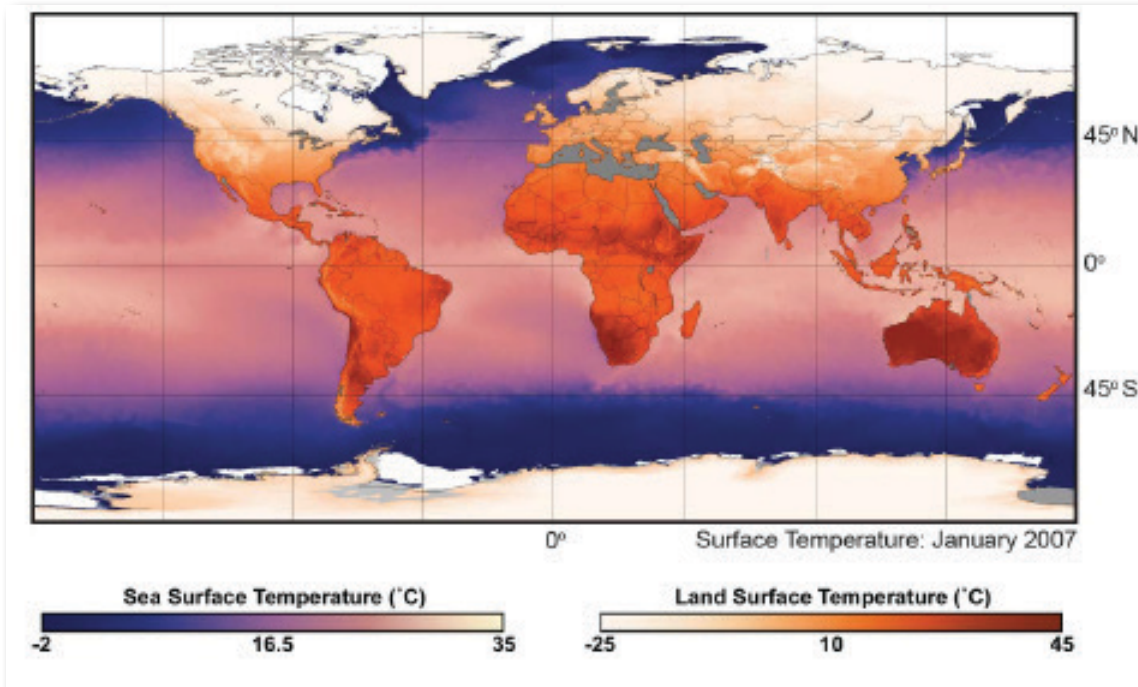 45º N
0º
45º S
0º
Surface Temperature: January 2007
Sea Surface Temperature (˚C)
-2 16.5 35
Land Surface Temperature (˚C)
-25 10 45